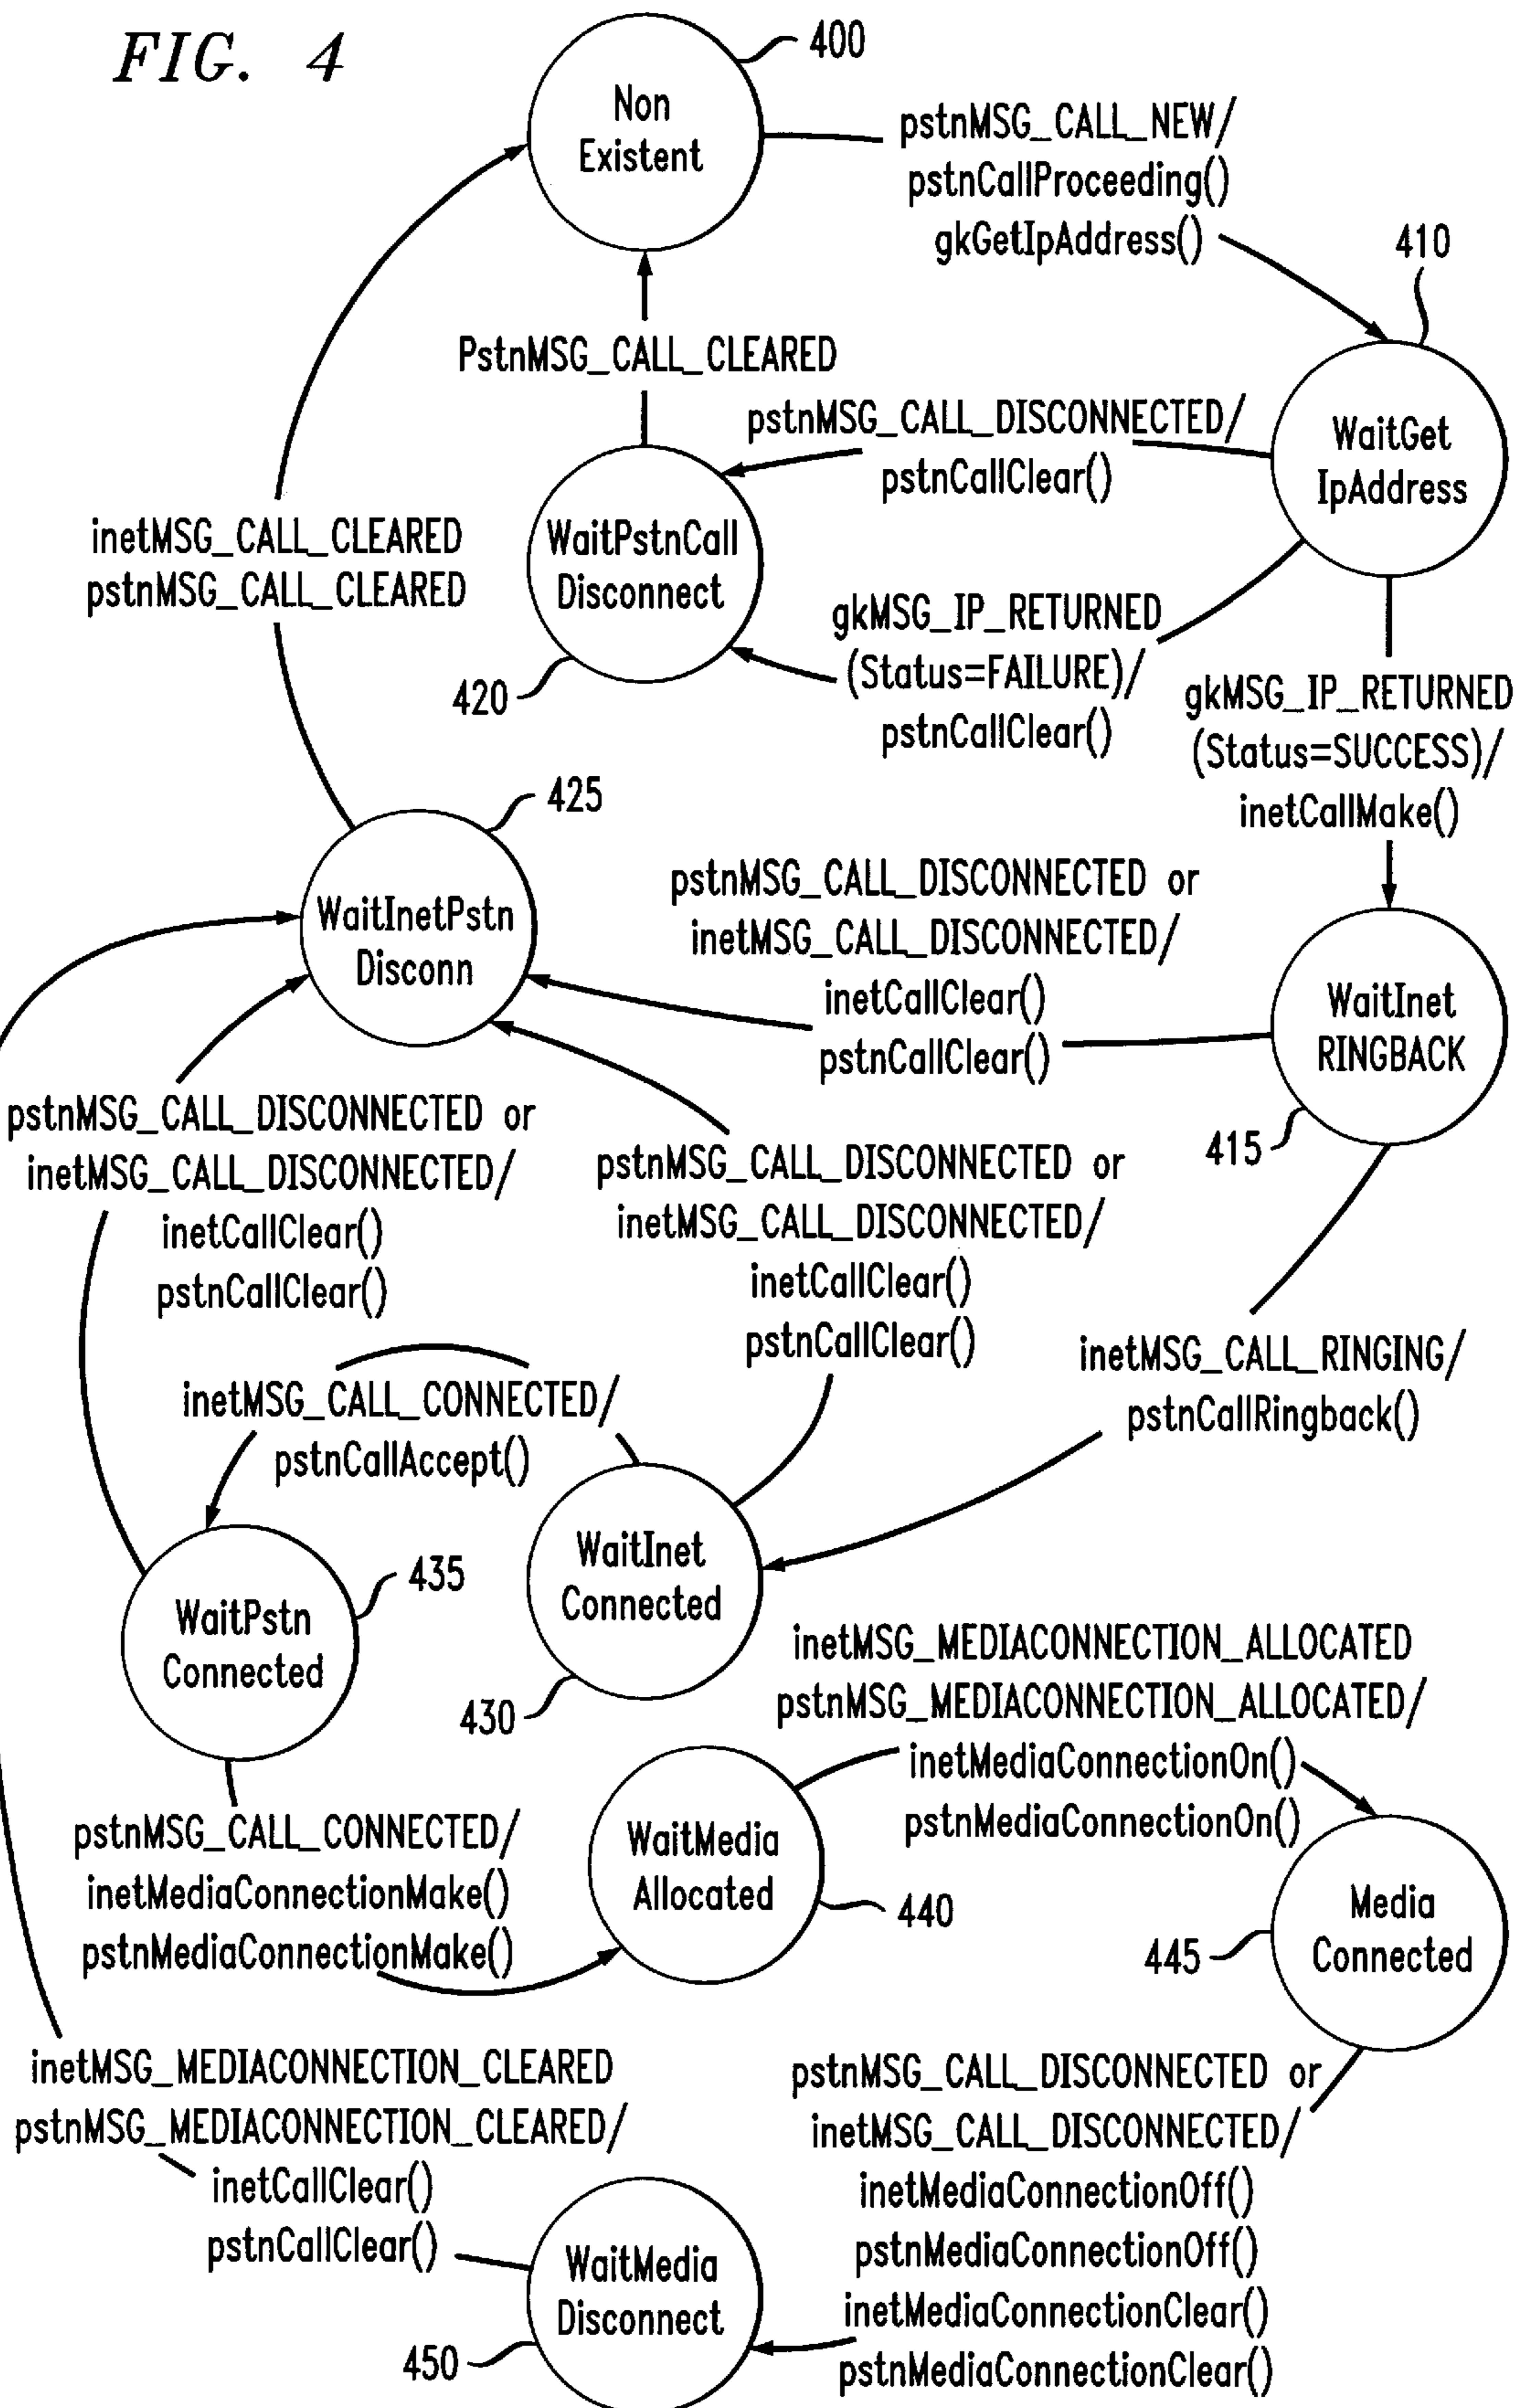 FIG. 4
400
Non
Existent
pstnMSG_CALL_NEW/
pstnCallProceeding()
gkGetIpAddress()
410
PstnMSG_CALL_CLEARED
pstnMSG_CALL_DISCONNECTED/
pstnCallClear()
WaitGet
IpAddress
inetMSG_CALL_CLEARED
pstnMSG_CALL_CLEARED
WaitPstnCall
Disconnect
420
gkMSG_IP_RETURNED
(Status=FAILURE)/
pstnCallClear()
gkMSG_IP_RETURNED
(Status=SUCCESS)/
inetCallMake()
425
WaitInetPstn
Disconn
pstnMSG_CALL_DISCONNECTED or
inetMSG_CALL_DISCONNECTED/
inetCallClear()
pstnCallClear()
WaitInet
RINGBACK
415
pstnMSG_CALL_DISCONNECTED or
inetMSG_CALL_DISCONNECTED/
inetCallClear()
pstnCallClear()
pstnMSG_CALL_DISCONNECTED or
inetMSG_CALL_DISCONNECTED/
inetCallClear()
pstnCallClear()
inetMSG_CALL_RINGING/
pstnCallRingback()
inetMSG_CALL_CONNECTED/
pstnCallAccept()
WaitPstn
Connected
435
WaitInet
Connected
430
inetMSG_MEDIACONNECTION_ALLOCATED
pstnMSG_MEDIACONNECTION_ALLOCATED/
inetMediaConnectionOn()
pstnMediaConnectionOn()
pstnMSG_CALL_CONNECTED/
inetMediaConnectionMake()
pstnMediaConnectionMake()
WaitMedia
Allocated
440
Media
Connected
445
inetMSG_MEDIACONNECTION_CLEARED
pstnMSG_MEDIACONNECTION_CLEARED/
inetCallClear()
pstnCallClear()
pstnMSG_CALL_DISCONNECTED or
inetMSG_CALL_DISCONNECTED/
inetMediaConnectionOff()
pstnMediaConnectionOff()
inetMediaConnectionClear()
pstnMediaConnectionClear()
WaitMedia
Disconnect
450